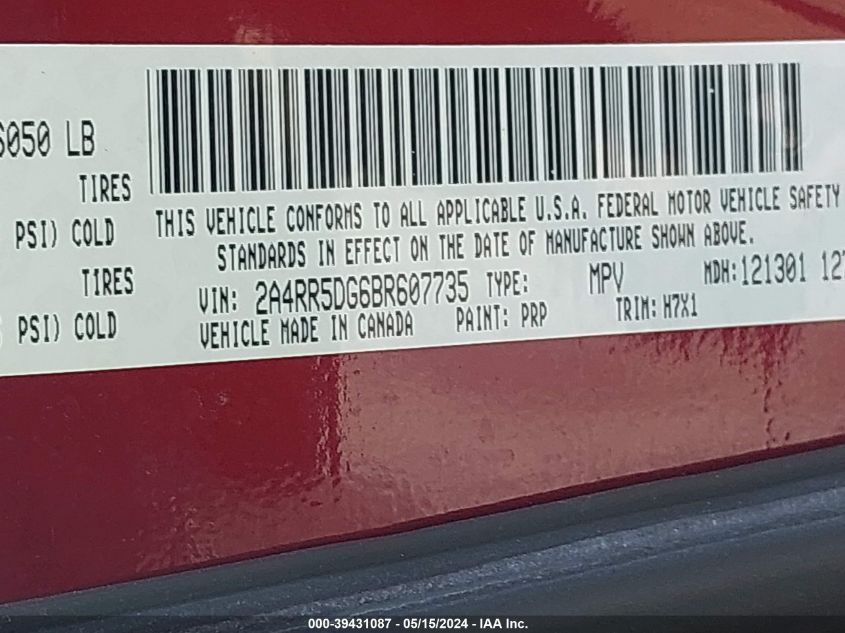 6050 LB
TIRES
PSI) COLD
TIRES
PSI) COLD
THIS VEHICLE CONFORMS TO ALL APPLICABLE U.S.A. FEDERAL MOTOR VEHICLE SAFETY
STANDARDS IN EFFECT ON THE DATE OF MANUFACTURE SHOWN ABOVE.
VIN: 2A4RR5DG6BR607735 TYPE: MPV MDH:121301 127
VEHICLE MADE IN CANADA PAINT: PRP TRIM: H7X1
000-39431087 - 05/15/2024 - IAA Inc.